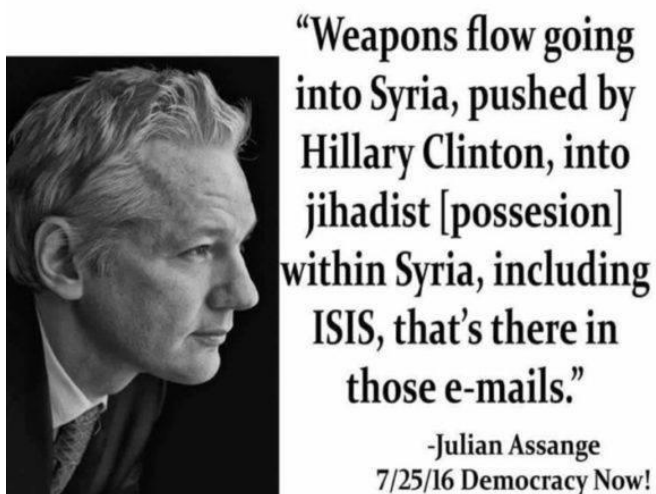 “Weapons flow going
into Syria, pushed by
Hillary Clinton, into
jihadist [possesion]
within Syria, including
ISIS, that’s there in
those e-mails.”
-Julian Assange
7/25/16 Democracy Now!